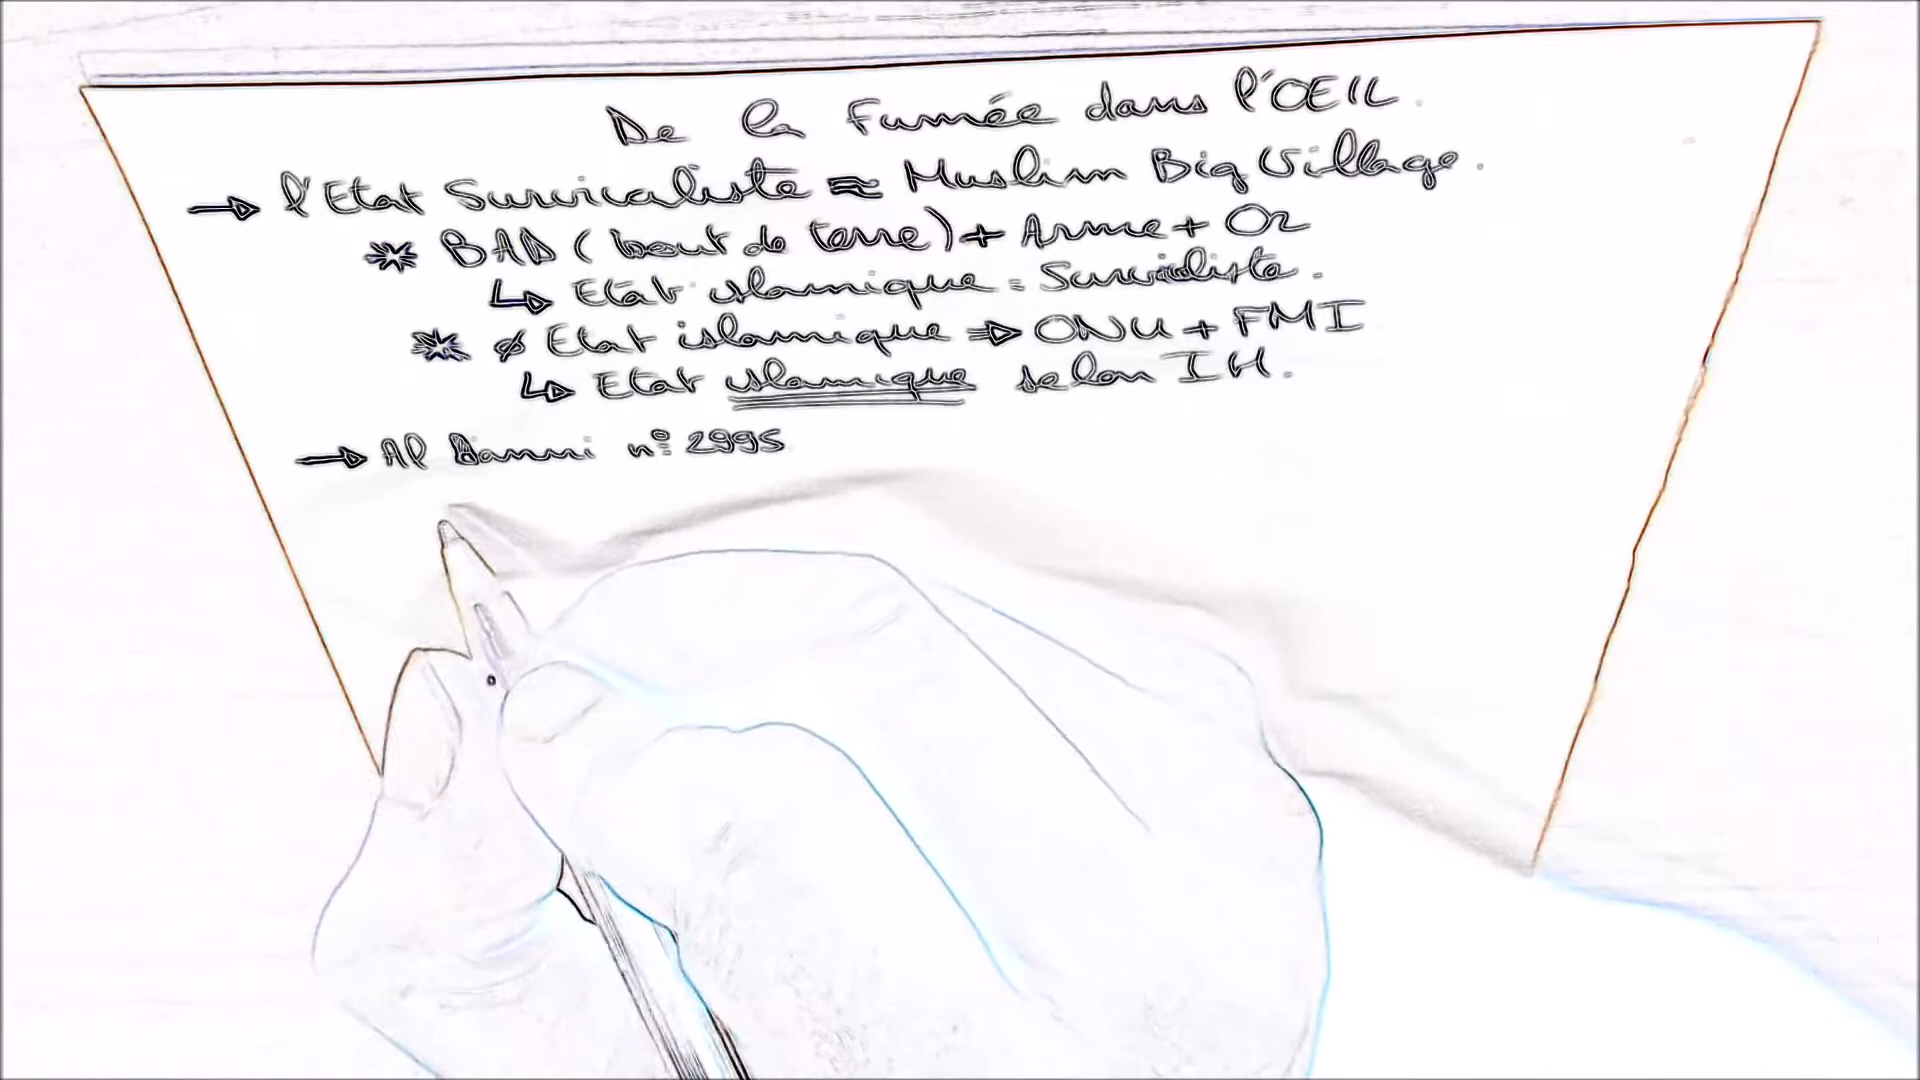 De la Fumée dans l'OEIL.
→ l'Etat Survivaliste ≈ Muslim Big Village.
* BAD (bout de terre) + Arme + Or
↳ Etat islamique = Survivaliste.
* ø Etat islamique ⇒ ONU + FMI
↳ Etat islamique selon IH.
→ Al n° 2995